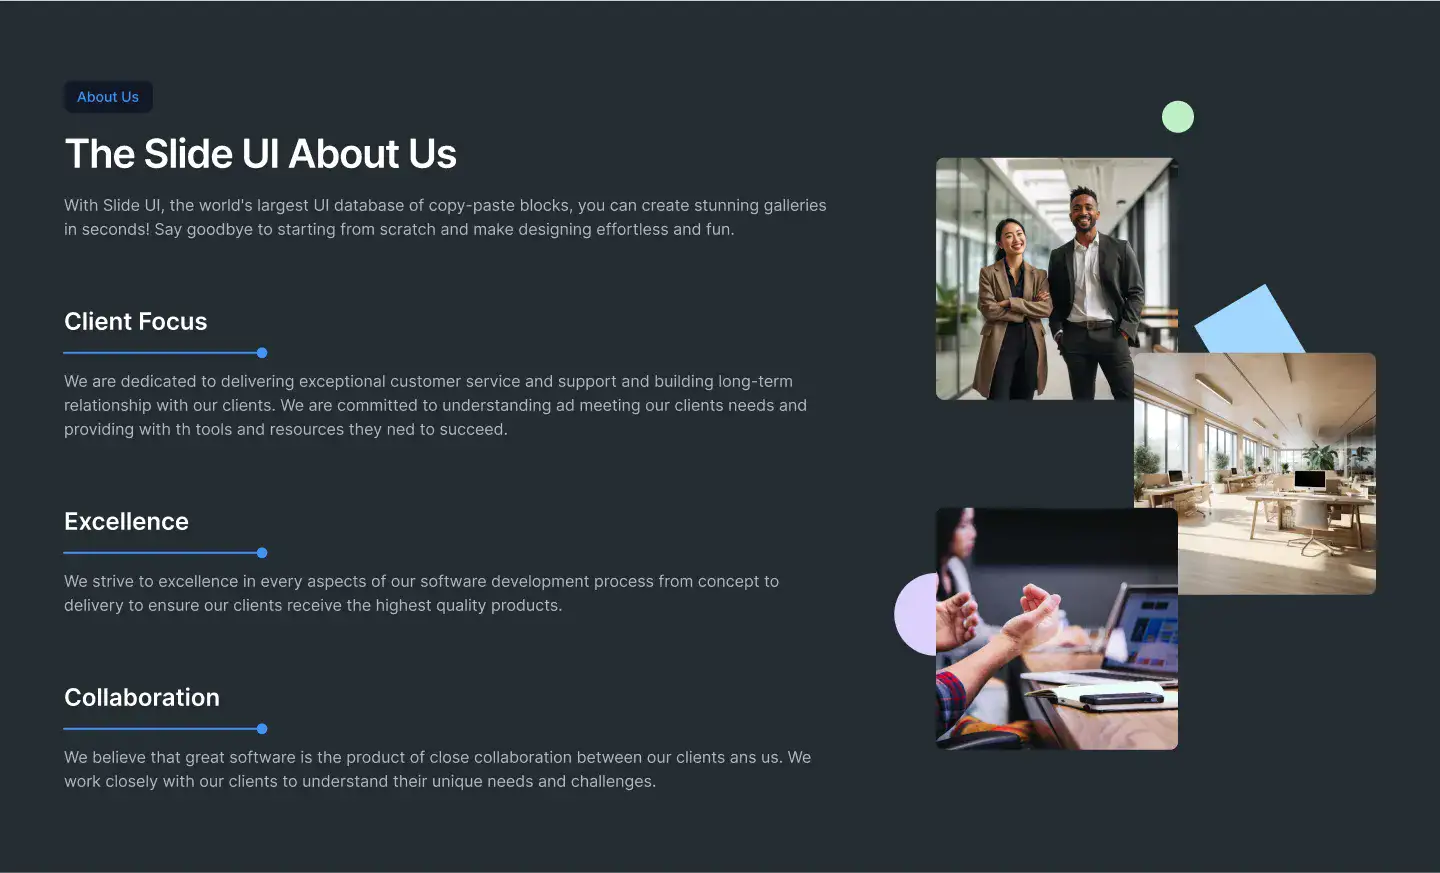 About Us
The Slide UI About Us
With Slide UI, the world's largest UI database of copy-paste blocks, you can create stunning galleries
in seconds! Say goodbye to starting from scratch and make designing effortless and fun.
Client Focus
We are dedicated to delivering exceptional customer service and support and building long-term
relationship with our clients. We are committed to understanding ad meeting our clients needs and
providing with th tools and resources they ned to succeed.
Excellence
We strive to excellence in every aspects of our software development process from concept to
delivery to ensure our clients receive the highest quality products.
Collaboration
We believe that great software is the product of close collaboration between our clients ans us. We
work closely with our clients to understand their unique needs and challenges.